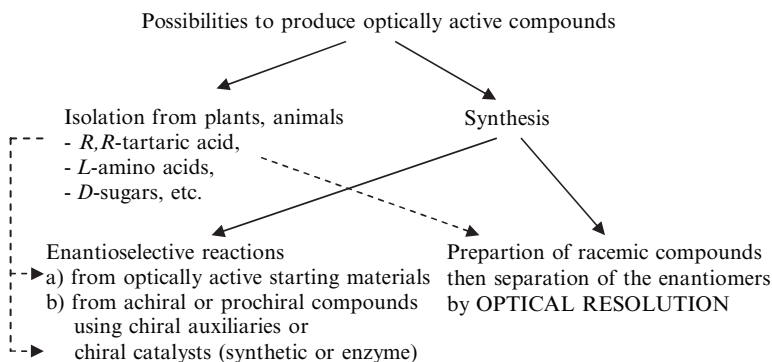 Possibilities to produce optically active compounds
Isolation from plants, animals
- R,R-tartaric acid,
- L-amino acids,
- D-sugars, etc.
Synthesis
Enantioselective reactions
a) from optically active starting materials
b) from achiral or prochiral compounds
using chiral auxiliaries or
chiral catalysts (synthetic or enzyme)
Prepartion of racemic compounds
then separation of the enantiomers
by OPTICAL RESOLUTION